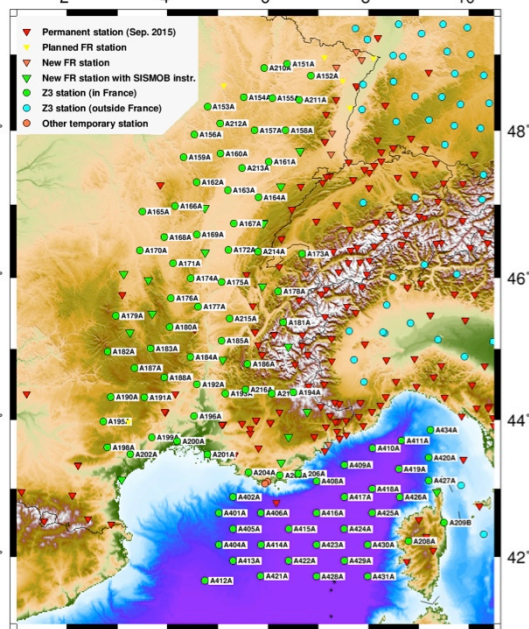 Permanent station (Sep. 2015)
Planned FR station
New FR station
New FR station with SISMOB instr.
Z3 station (in France)
Z3 station (outside France)
Other temporary station
A151A
A210A
A152A
A154A
A155A
A211A
A153A
A212A
A157A
A158A
48°
A156A
A160A
A159A
A161A
A213A
A162A
A163A
A164A
A166A
A165A
A167A
A168A
A169A
A170A
A172A
A214A
A173A
A171A
46°
A174A
A175A
A178A
A176A
A177A
A179A
A215A
A181A
A180A
A185A
A182A
A183A
A184A
A186A
A187A
A188A
A192A
A190A
A191A
A193A
A216A
A194A
44°
A196A
A434A
A199A
A200A
A411A
A198A
A410A
A202A
A201A
A420A
A409A
A419A
A204A
206A
A408A
A427A
A418A
A402A
A417A
A426A
A401A
A406A
A416A
A425A
A209B
A405A
A415A
A424A
A404A
A414A
A423A
A430A
A208A
42°
A413A
A422A
A429A
A412A
A421A
A428A
A431A